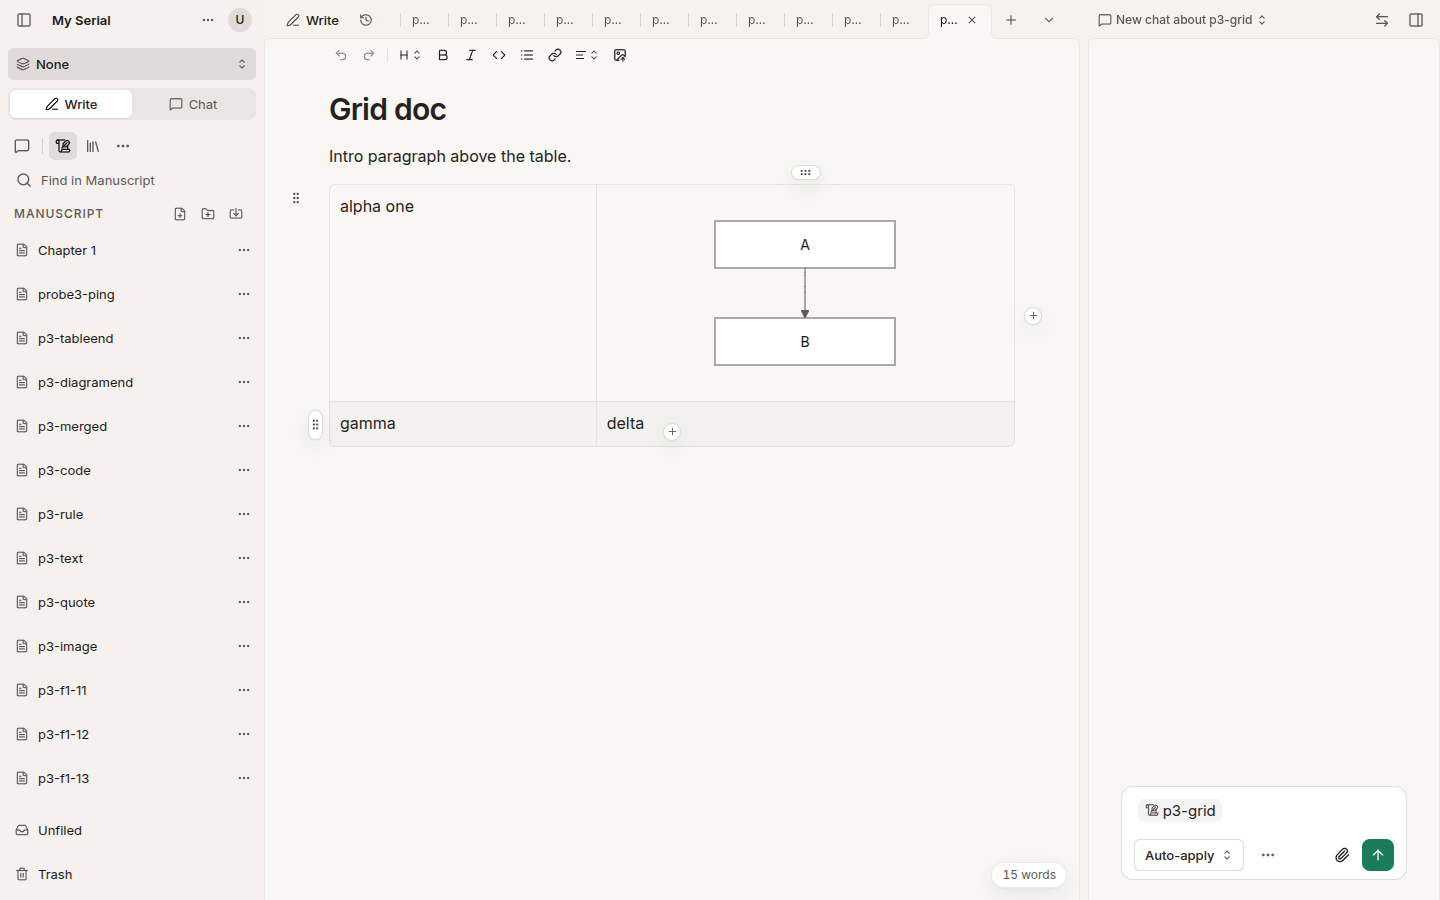 My Serial
U
None
Write
Chat
Find in Manuscript
MANUSCRIPT
Chapter 1
probe3-ping
p3-tableend
p3-diagramend
p3-merged
p3-code
p3-rule
p3-text
p3-quote
p3-image
p3-f1-11
p3-f1-12
p3-f1-13
Unfiled
Trash
Write
p...
p...
p...
p...
p...
p...
p...
p...
p...
p...
p...
p...
H
B
I
Grid doc
Intro paragraph above the table.
alpha one
A
B
gamma
delta
15 words
New chat about p3-grid
p3-grid
Auto-apply